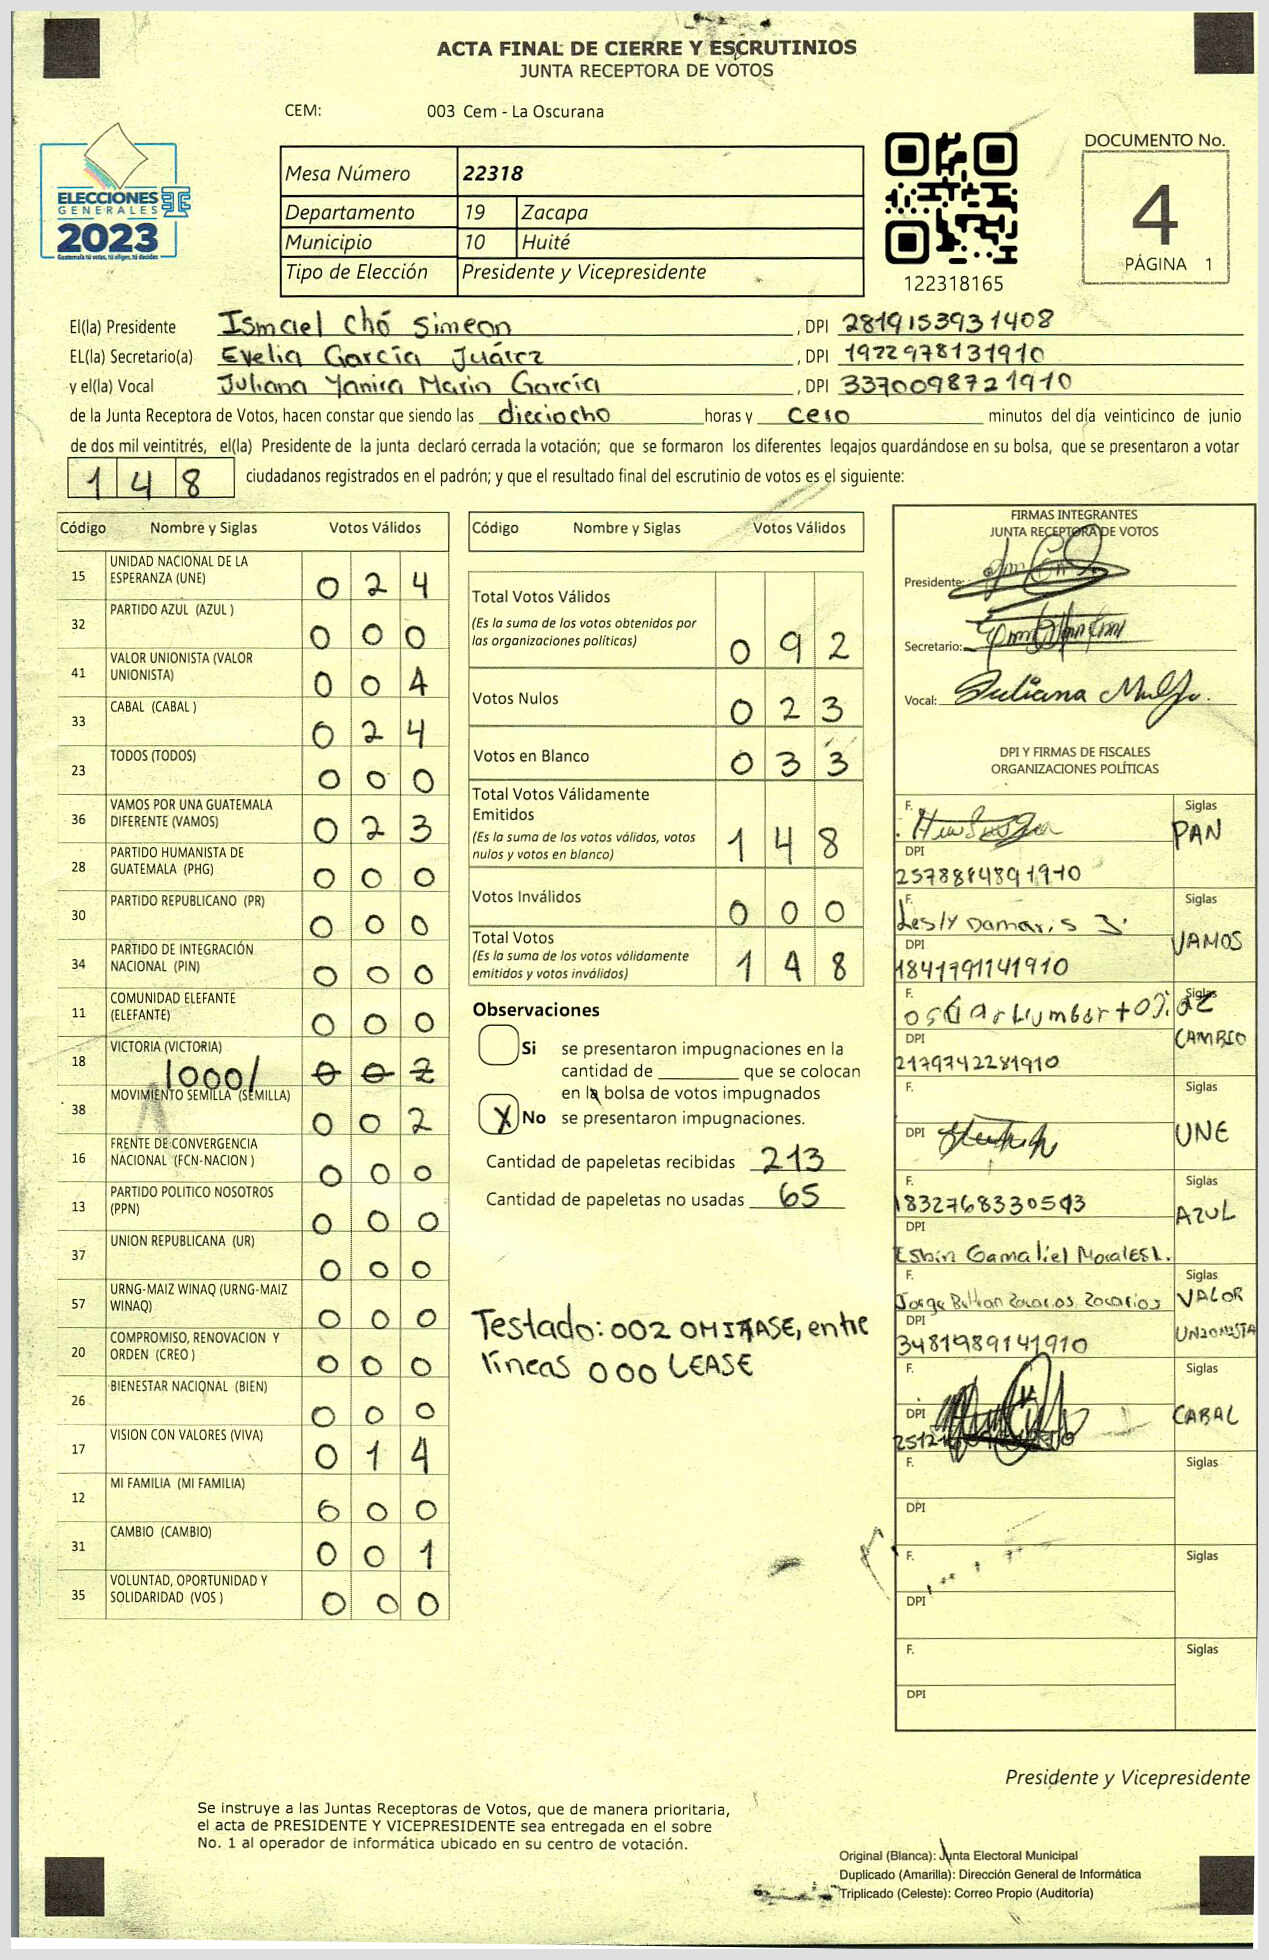 ACTA FINAL DE CIERRE Y ESCRUTINIOS
JUNTA RECEPTORA DE VOTOS
CEM: 003 Cem - La Oscurana
ELECCIONES
GENERALES
2023
Guatemala tú votas, tú eliges, tú decides
Mesa Número 22318
Departamento 19 Zacapa
Municipio 10 Huité
Tipo de Elección Presidente y Vicepresidente
122318165
DOCUMENTO No.
4
PÁGINA 1
El(la) Presidente Ismael Chó Simeon, DPI 2819153931408
EL(la) Secretario(a) Evelia García Juárez, DPI 1922978131910
y el(la) Vocal Juliana Yanira Marin García, DPI 3370098721910
de la Junta Receptora de Votos, hacen constar que siendo las dieciocho horas y cero minutos del día veinticinco de junio
de dos mil veintitrés, el(la) Presidente de la junta declaró cerrada la votación; que se formaron los diferentes legajos guardándose en su bolsa, que se presentaron a votar
148 ciudadanos registrados en el padrón; y que el resultado final del escrutinio de votos es el siguiente:
Código Nombre y Siglas Votos Válidos
15 UNIDAD NACIONAL DE LA ESPERANZA (UNE) 0 2 4
32 PARTIDO AZUL (AZUL ) 0 0 0
41 VALOR UNIONISTA (VALOR UNIONISTA) 0 0 4
33 CABAL (CABAL ) 0 2 4
23 TODOS (TODOS) 0 0 0
36 VAMOS POR UNA GUATEMALA DIFERENTE (VAMOS) 0 2 3
28 PARTIDO HUMANISTA DE GUATEMALA (PHG) 0 0 0
30 PARTIDO REPUBLICANO (PR) 0 0 0
34 PARTIDO DE INTEGRACIÓN NACIONAL (PIN) 0 0 0
11 COMUNIDAD ELEFANTE (ELEFANTE) 0 0 0
18 VICTORIA (VICTORIA) /000/ 0 0 2
38 MOVIMIENTO SEMILLA (SEMILLA) 0 0 2
16 FRENTE DE CONVERGENCIA NACIONAL (FCN-NACION ) 0 0 0
13 PARTIDO POLITICO NOSOTROS (PPN) 0 0 0
37 UNION REPUBLICANA (UR) 0 0 0
57 URNG-MAIZ WINAQ (URNG-MAIZ WINAQ) 0 0 0
20 COMPROMISO, RENOVACION Y ORDEN (CREO ) 0 0 0
26 BIENESTAR NACIONAL (BIEN) 0 0 0
17 VISION CON VALORES (VIVA) 0 1 4
12 MI FAMILIA (MI FAMILIA) 0 0 0
31 CAMBIO (CAMBIO) 0 0 1
35 VOLUNTAD, OPORTUNIDAD Y SOLIDARIDAD (VOS ) 0 0 0
Código Nombre y Siglas Votos Válidos
Total Votos Válidos
(Es la suma de los votos obtenidos por las organizaciones políticas) 0 9 2
Votos Nulos 0 2 3
Votos en Blanco 0 3 3
Total Votos Válidamente Emitidos
(Es la suma de los votos válidos, votos nulos y votos en blanco) 1 4 8
Votos Inválidos 0 0 0
Total Votos
(Es la suma de los votos válidamente emitidos y votos inválidos) 1 4 8
Observaciones
Si se presentaron impugnaciones en la
cantidad de ________ que se colocan
en la bolsa de votos impugnados
X No se presentaron impugnaciones.
Cantidad de papeletas recibidas 213
Cantidad de papeletas no usadas 65
Testado: 002 OMITASE, entre
líneas 000 LEASE
FIRMAS INTEGRANTES
JUNTA RECEPTORA DE VOTOS
Presidente:
Secretario:
Vocal: Juliana
DPI Y FIRMAS DE FISCALES
ORGANIZACIONES POLÍTICAS
F. Siglas PAN
DPI 2578814891910
F. Lesly Damaris J. VAMOS
DPI 1841791141910
F. Siglas CAMBIO
DPI 2179742281910
F. Siglas UNE
DPI
F. 1832768330593 Siglas AZUL
DPI Esbin Gamaliel Morales L.
F. Jorge Siglas VALOR UNIONISTA
DPI 3481989141910
F. Siglas CABAL
DPI
F. Siglas
DPI
F. Siglas
DPI
F. Siglas
DPI
Presidente y Vicepresidente
Se instruye a las Juntas Receptoras de Votos, que de manera prioritaria,
el acta de PRESIDENTE Y VICEPRESIDENTE sea entregada en el sobre
No. 1 al operador de informática ubicado en su centro de votación.
Original (Blanca): Junta Electoral Municipal
Duplicado (Amarilla): Dirección General de Informática
Triplicado (Celeste): Correo Propio (Auditoría)